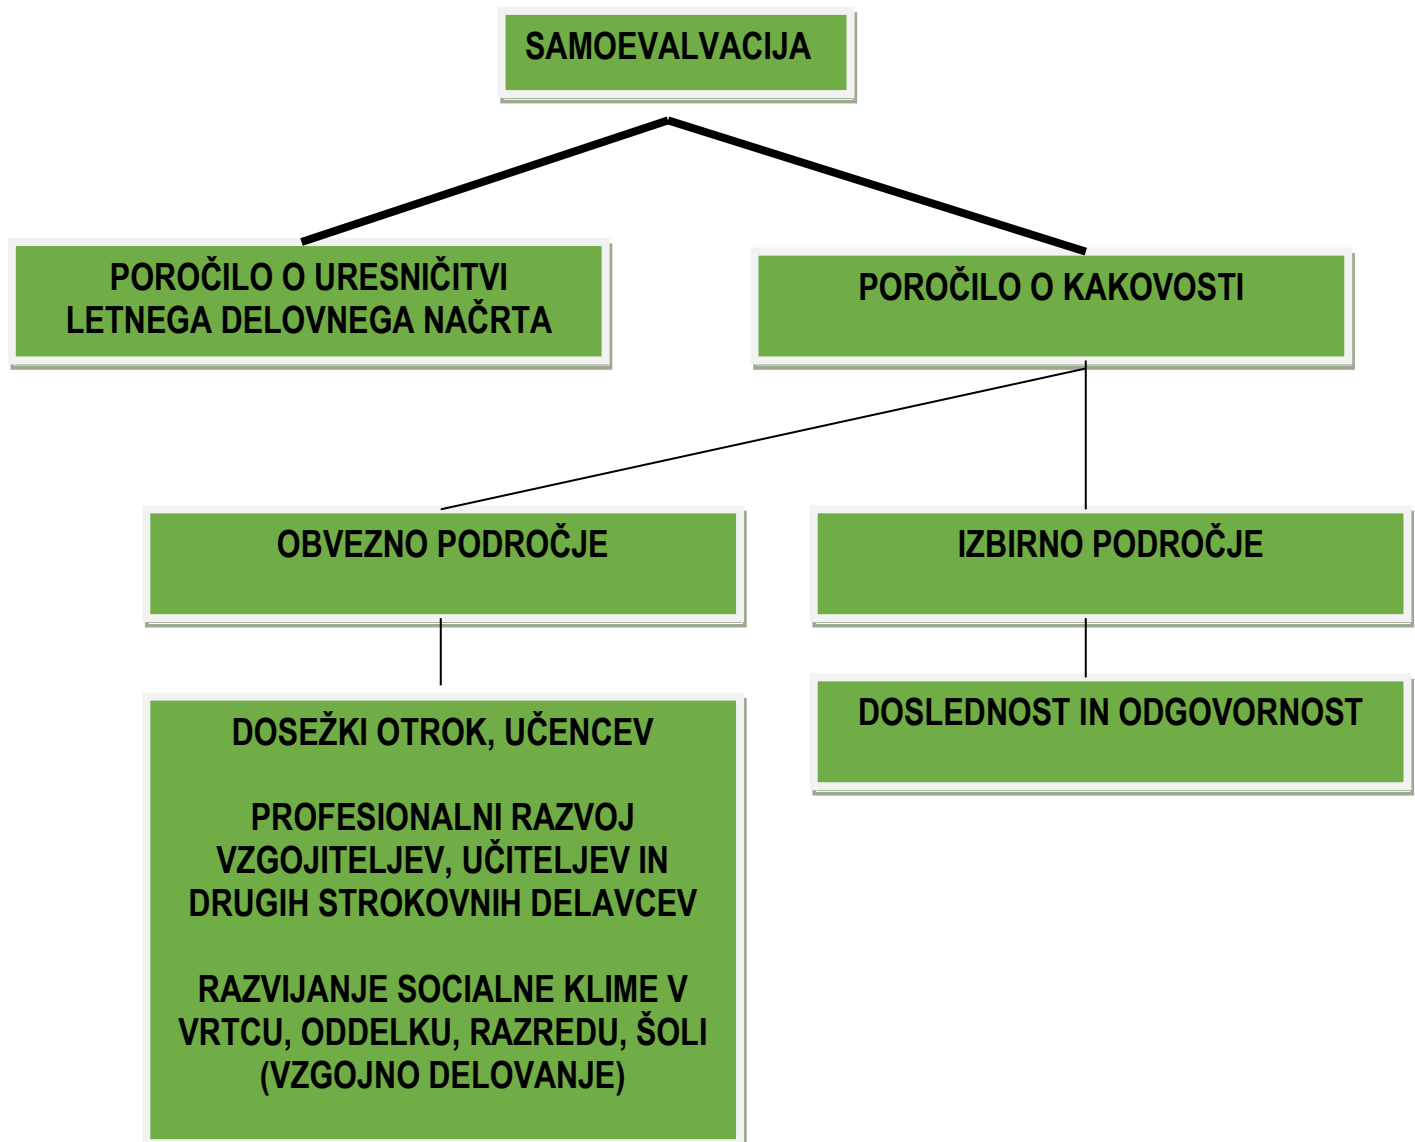 SAMOEVALVACIJA
POROČILO O URESNIČITVI
LETNEGA DELOVNEGA NAČRTA
POROČILO O KAKOVOSTI
OBVEZNO PODROČJE
IZBIRNO PODROČJE
DOSEŽKI OTROK, UČENCEV
PROFESIONALNI RAZVOJ
VZGOJITELJEV, UČITELJEV IN
DRUGIH STROKOVNIH DELAVCEV
RAZVIJANJE SOCIALNE KLIME V
VRTCU, ODDELKU, RAZREDU, ŠOLI
(VZGOJNO DELOVANJE)
DOSLEDNOST IN ODGOVORNOST